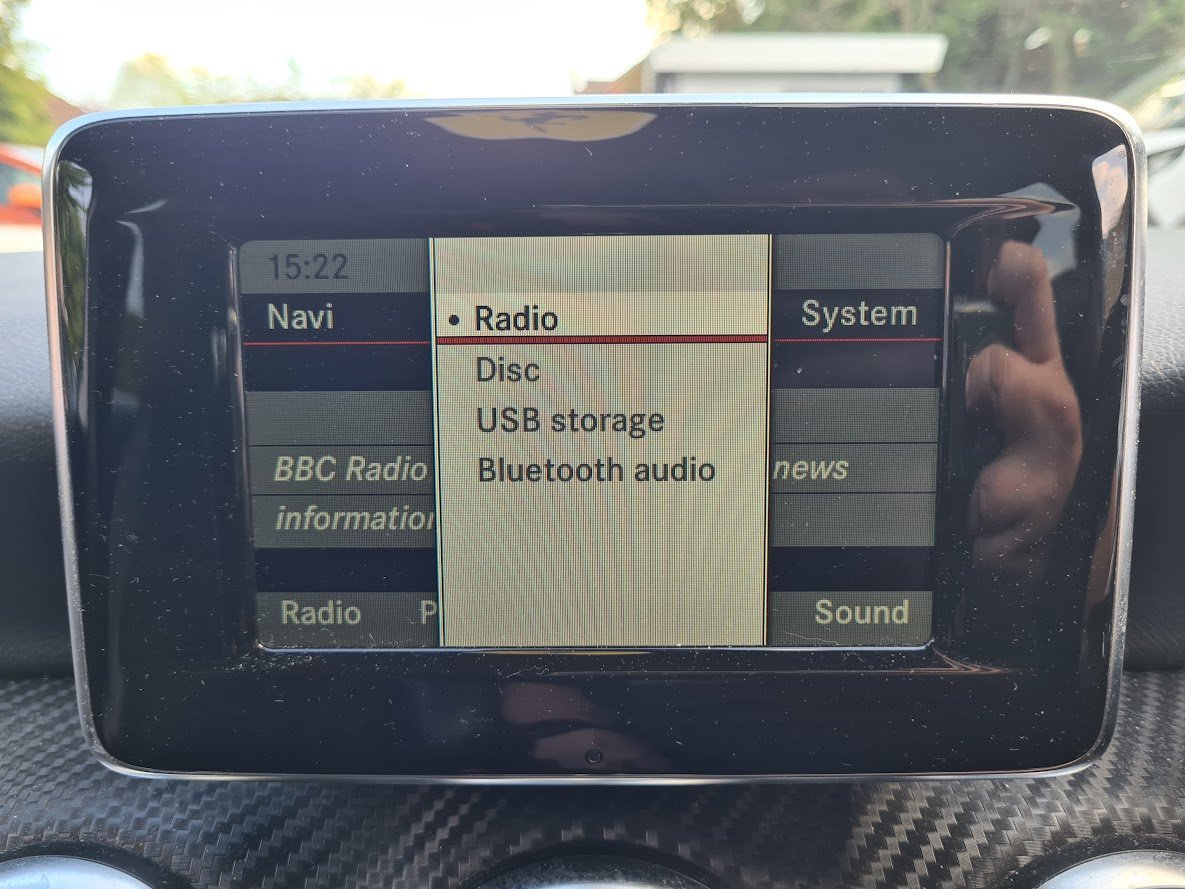 15:22
Navi
System
• Radio
Disc
USB storage
Bluetooth audio
BBC Radio
news
information
Radio
Sound